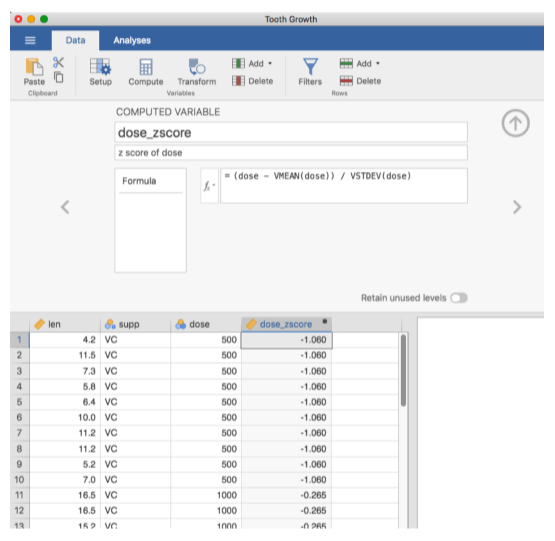 Tooth Growth
Data Analyses
Paste Setup Compute Transform Add Delete Filters Add Delete
Clipboard Variables Rows
COMPUTED VARIABLE
dose_zscore
z score of dose
Formula fx = (dose − VMEAN(dose)) / VSTDEV(dose)
Retain unused levels
len supp dose dose_zscore
1 4.2 VC 500 -1.060
2 11.5 VC 500 -1.060
3 7.3 VC 500 -1.060
4 5.8 VC 500 -1.060
5 6.4 VC 500 -1.060
6 10.0 VC 500 -1.060
7 11.2 VC 500 -1.060
8 11.2 VC 500 -1.060
9 5.2 VC 500 -1.060
10 7.0 VC 500 -1.060
11 16.5 VC 1000 -0.265
12 16.5 VC 1000 -0.265
13 15.2 VC 1000 -0.265